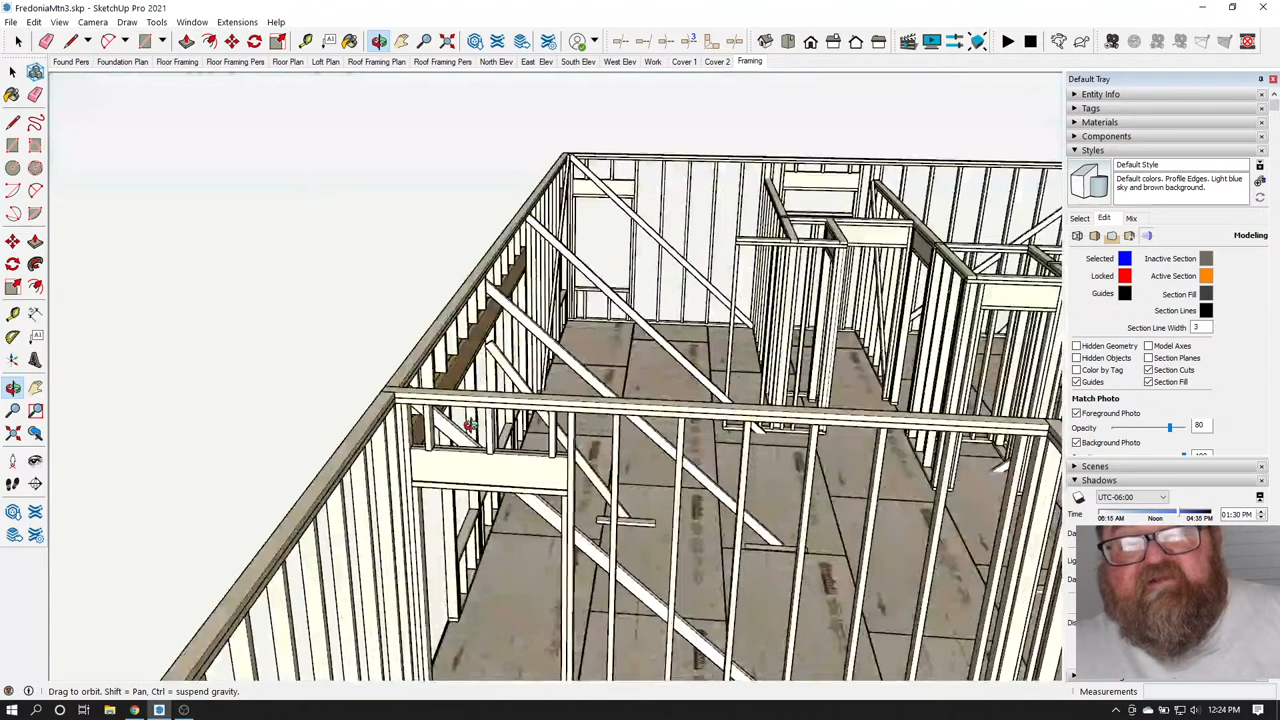 FredoniaMtn3.skp - SketchUp Pro 2021
File Edit View Camera Draw Tools Window Extensions Help
Found Pers Foundation Plan Floor Framing Floor Framing Pers Floor Plan Loft Plan Roof Framing Plan Roof Framing Pers North Elev East Elev South Elev West Elev Work Cover 1 Cover 2 Framing
Default Tray
Entity Info
Tags
Materials
Components
Styles
Default Style
Default colors. Profile Edges. Light blue
sky and brown background.
Select Edit Mix
Modeling
Selected Inactive Section
Locked Active Section
Guides Section Fill
Section Lines
Section Line Width 3
Hidden Geometry Model Axes
Hidden Objects Section Planes
Color by Tag Section Cuts
Guides Section Fill
Match Photo
Foreground Photo
Opacity 80
Background Photo
Scenes
Shadows
UTC-06:00
Time 06:15 AM Noon 04:35 PM 01:30 PM
Drag to orbit. Shift = Pan, Ctrl = suspend gravity.
Measurements
12:24 PM